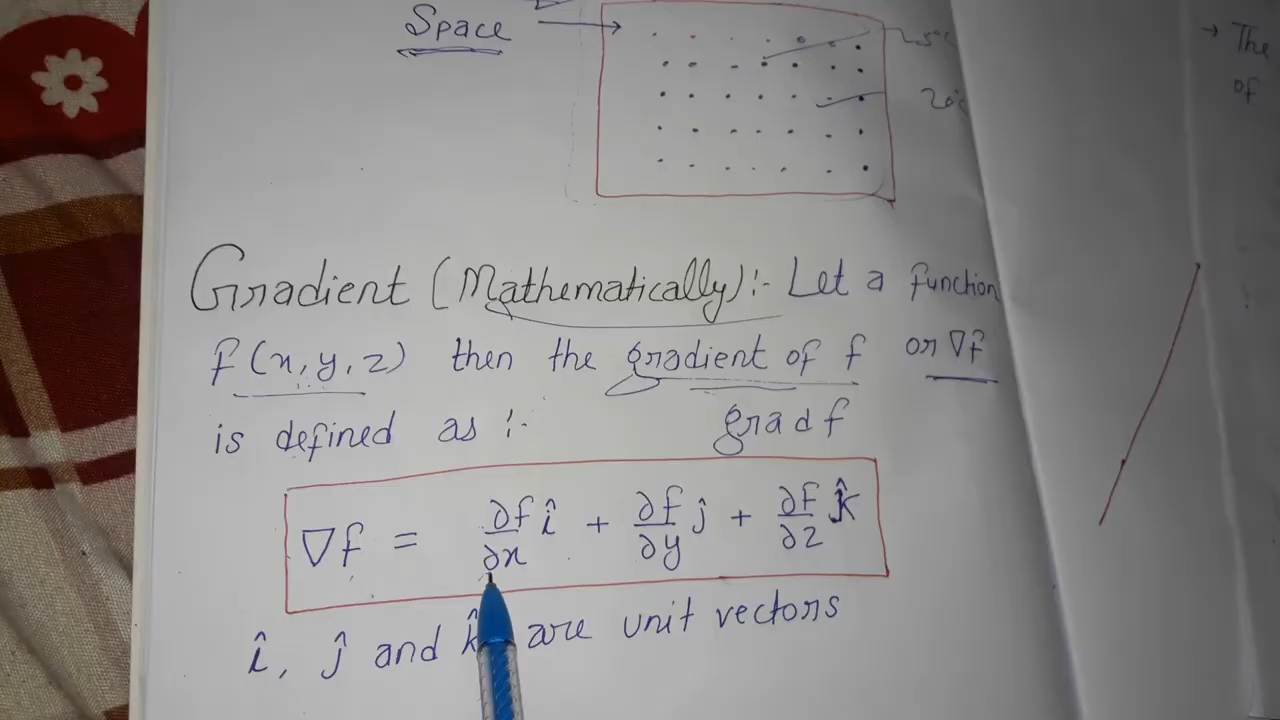 Space
20°c
→ The
of
Gradient (Mathematically):- Let a function
f(x, y, z) then the gradient of f or ∇f
is defined as :- grad f
∇f = ∂f/∂x î + ∂f/∂y ĵ + ∂F/∂z k̂
î, ĵ and k̂ are unit vectors